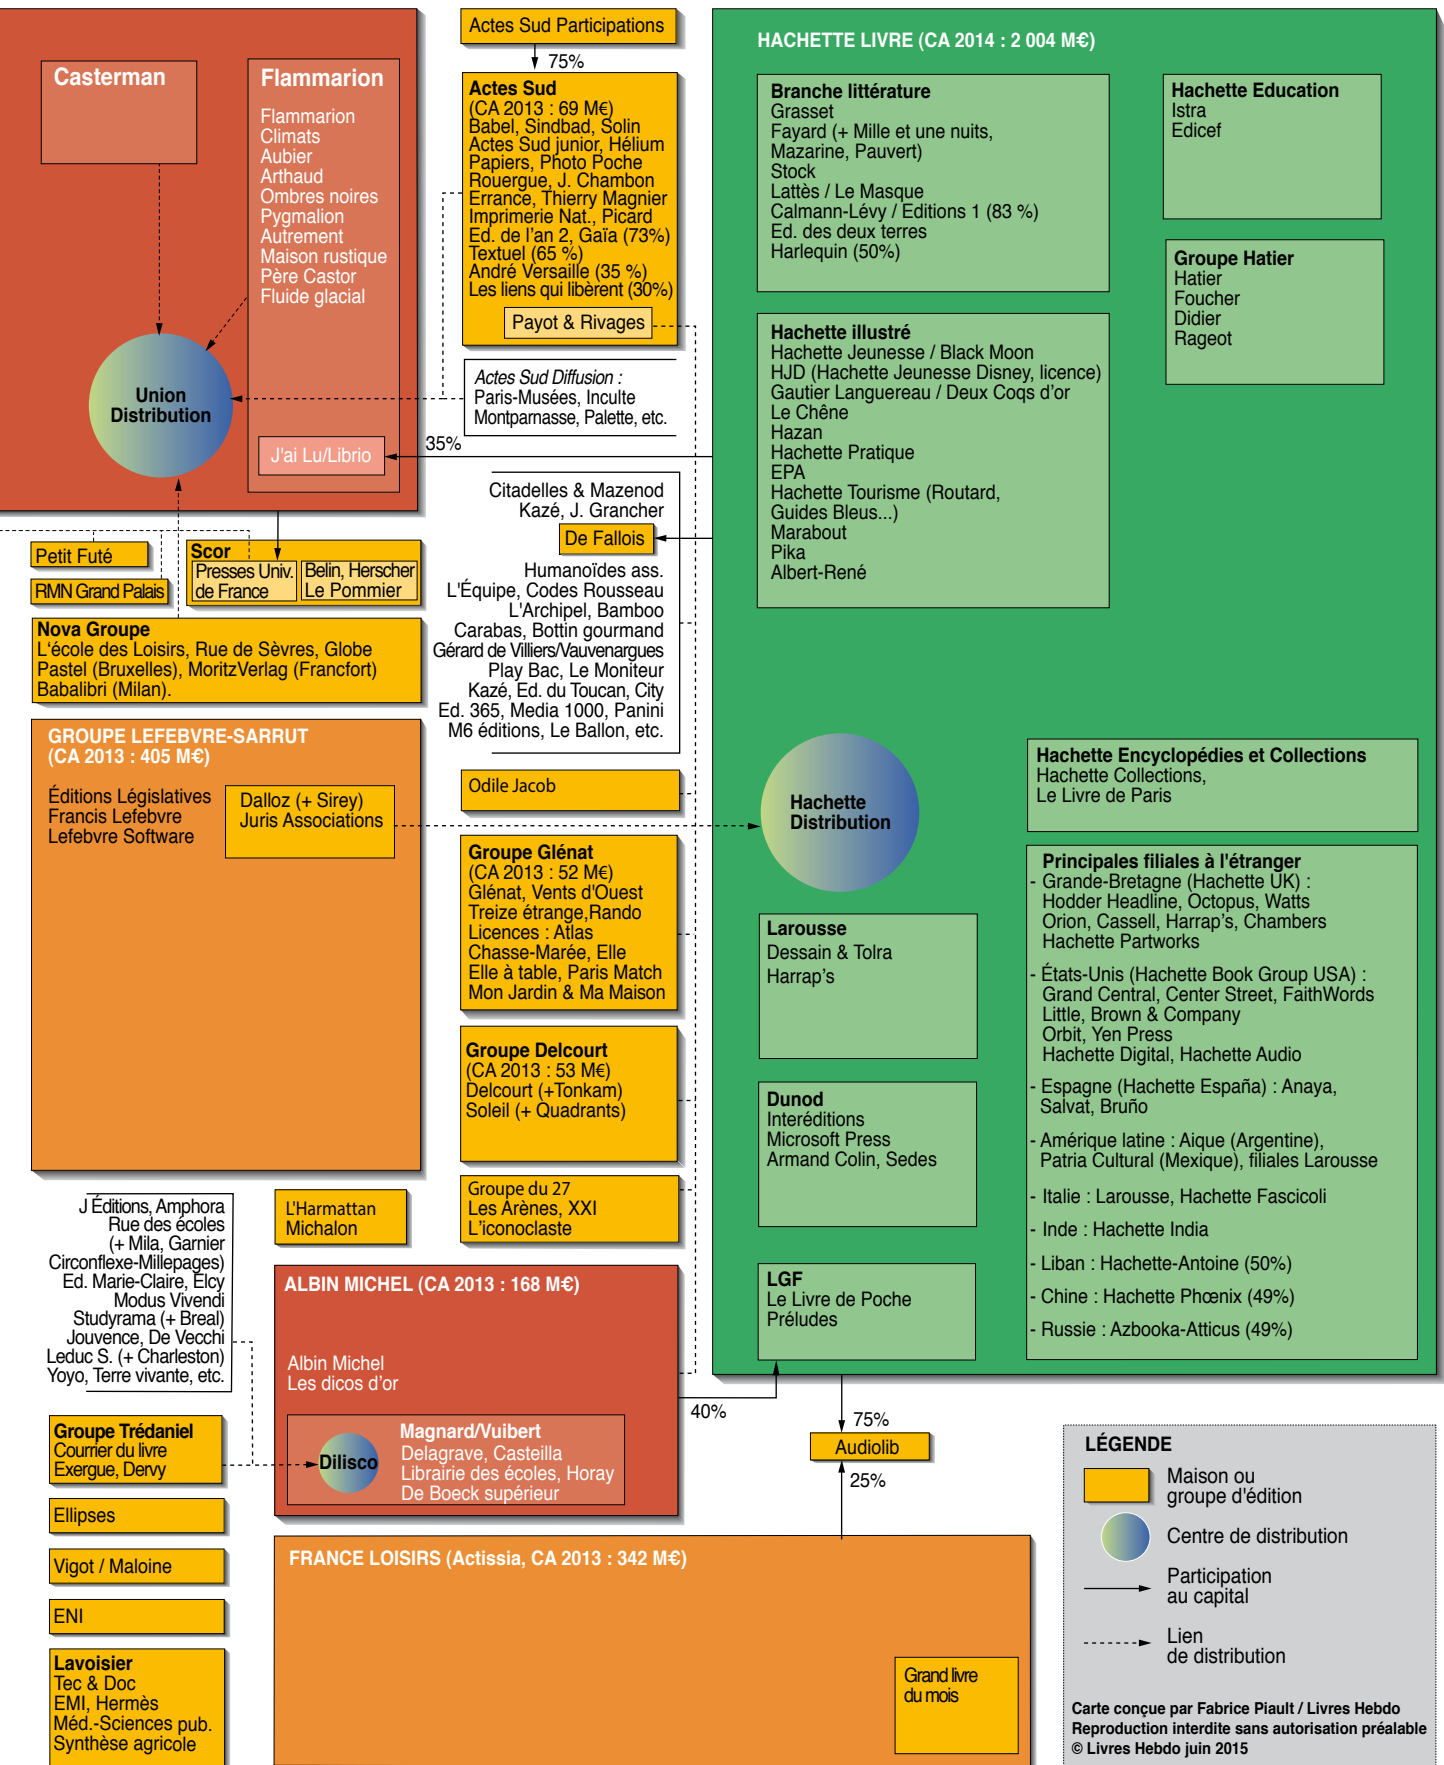 Casterman
Flammarion
Flammarion
Climats
Aubier
Arthaud
Ombres noires
Pygmalion
Autrement
Maison rustique
Père Castor
Fluide glacial
Union
Distribution
J'ai Lu/Librio
35%
Actes Sud Participations
75%
Actes Sud
(CA 2013 : 69 M€)
Babel, Sindbad, Solin
Actes Sud junior, Hélium
Papiers, Photo Poche
Rouergue, J. Chambon
Errance, Thierry Magnier
Imprimerie Nat., Picard
Ed. de l'an 2, Gaïa (73%)
Textuel (65 %)
André Versaille (35 %)
Les liens qui libèrent (30%)
Payot & Rivages
Actes Sud Diffusion :
Paris-Musées, Inculte
Montparnasse, Palette, etc.
Citadelles & Mazenod
Kazé, J. Grancher
De Fallois
Humanoïdes ass.
L'Équipe, Codes Rousseau
L'Archipel, Bamboo
Carabas, Bottin gourmand
Gérard de Villiers/Vauvenargues
Play Bac, Le Moniteur
Kazé, Ed. du Toucan, City
Ed. 365, Media 1000, Panini
M6 éditions, Le Ballon, etc.
Petit Futé
RMN Grand Palais
Scor
Presses Univ.
de France
Belin, Herscher
Le Pommier
Nova Groupe
L'école des Loisirs, Rue de Sèvres, Globe
Pastel (Bruxelles), MoritzVerlag (Francfort)
Babalibri (Milan).
GROUPE LEFEBVRE-SARRUT
(CA 2013 : 405 M€)
Éditions Législatives
Francis Lefebvre
Lefebvre Software
Dalloz (+ Sirey)
Juris Associations
Odile Jacob
Groupe Glénat
(CA 2013 : 52 M€)
Glénat, Vents d'Ouest
Treize étrange,Rando
Licences : Atlas
Chasse-Marée, Elle
Elle à table, Paris Match
Mon Jardin & Ma Maison
Groupe Delcourt
(CA 2013 : 53 M€)
Delcourt (+Tonkam)
Soleil (+ Quadrants)
Groupe du 27
Les Arènes, XXI
L'iconoclaste
HACHETTE LIVRE (CA 2014 : 2 004 M€)
Branche littérature
Grasset
Fayard (+ Mille et une nuits,
Mazarine, Pauvert)
Stock
Lattès / Le Masque
Calmann-Lévy / Editions 1 (83 %)
Ed. des deux terres
Harlequin (50%)
Hachette Education
Istra
Edicef
Groupe Hatier
Hatier
Foucher
Didier
Rageot
Hachette illustré
Hachette Jeunesse / Black Moon
HJD (Hachette Jeunesse Disney, licence)
Gautier Languereau / Deux Coqs d'or
Le Chêne
Hazan
Hachette Pratique
EPA
Hachette Tourisme (Routard,
Guides Bleus...)
Marabout
Pika
Albert-René
Hachette
Distribution
Hachette Encyclopédies et Collections
Hachette Collections,
Le Livre de Paris
Larousse
Dessain & Tolra
Harrap's
Dunod
Interéditions
Microsoft Press
Armand Colin, Sedes
LGF
Le Livre de Poche
Préludes
Principales filiales à l'étranger
- Grande-Bretagne (Hachette UK) :
Hodder Headline, Octopus, Watts
Orion, Cassell, Harrap's, Chambers
Hachette Partworks
- États-Unis (Hachette Book Group USA) :
Grand Central, Center Street, FaithWords
Little, Brown & Company
Orbit, Yen Press
Hachette Digital, Hachette Audio
- Espagne (Hachette España) : Anaya,
Salvat, Bruño
- Amérique latine : Aique (Argentine),
Patria Cultural (Mexique), filiales Larousse
- Italie : Larousse, Hachette Fascicoli
- Inde : Hachette India
- Liban : Hachette-Antoine (50%)
- Chine : Hachette Phœnix (49%)
- Russie : Azbooka-Atticus (49%)
J Éditions, Amphora
Rue des écoles
(+ Mila, Garnier
Circonflexe-Millepages)
Ed. Marie-Claire, Elcy
Modus Vivendi
Studyrama (+ Breal)
Jouvence, De Vecchi
Leduc S. (+ Charleston)
Yoyo, Terre vivante, etc.
L'Harmattan
Michalon
ALBIN MICHEL (CA 2013 : 168 M€)
Albin Michel
Les dicos d'or
Dilisco
Magnard/Vuibert
Delagrave, Casteilla
Librairie des écoles, Horay
De Boeck supérieur
40%
75%
Audiolib
25%
Groupe Trédaniel
Courrier du livre
Exergue, Dervy
Ellipses
Vigot / Maloine
ENI
Lavoisier
Tec & Doc
EMI, Hermès
Méd.-Sciences pub.
Synthèse agricole
FRANCE LOISIRS (Actissia, CA 2013 : 342 M€)
Grand livre
du mois
LÉGENDE
Maison ou
groupe d'édition
Centre de distribution
Participation
au capital
Lien
de distribution
Carte conçue par Fabrice Piault / Livres Hebdo
Reproduction interdite sans autorisation préalable
© Livres Hebdo juin 2015